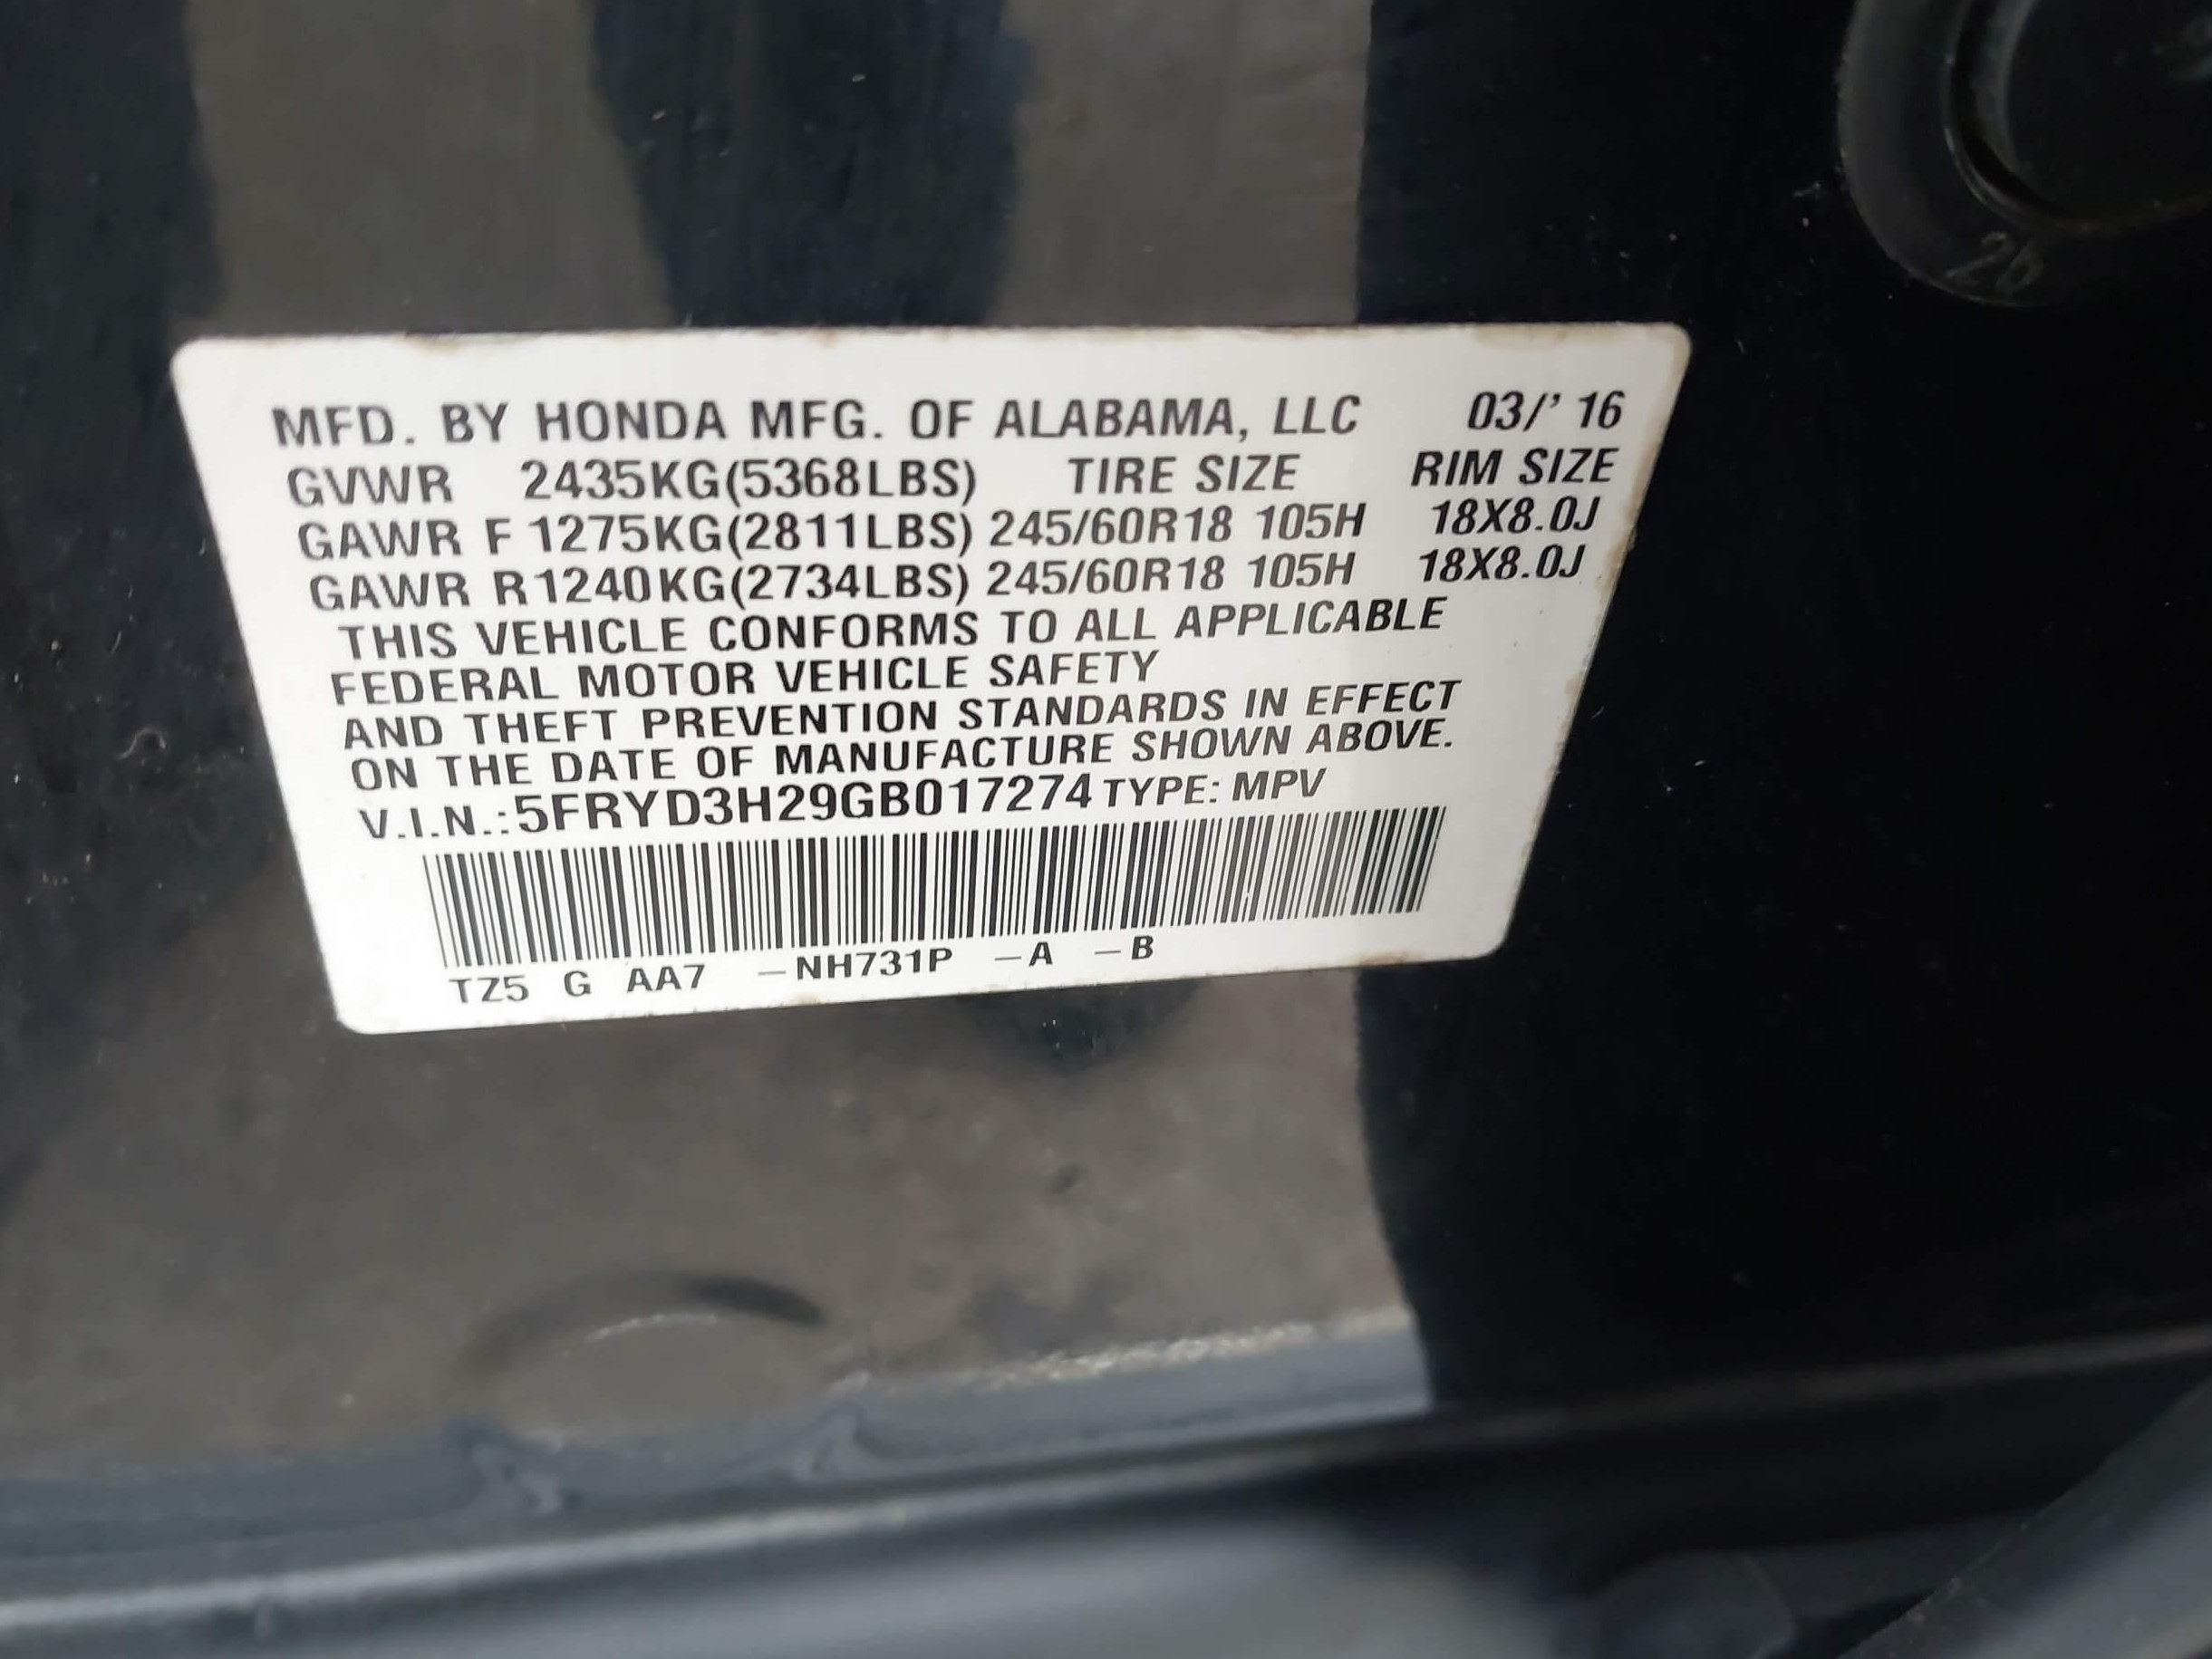 MFD. BY HONDA MFG. OF ALABAMA, LLC 03/' 16
GVWR 2435KG(5368LBS) TIRE SIZE RIM SIZE
GAWR F 1275KG(2811LBS) 245/60R18 105H 18X8.0J
GAWR R 1240KG(2734LBS) 245/60R18 105H 18X8.0J
THIS VEHICLE CONFORMS TO ALL APPLICABLE
FEDERAL MOTOR VEHICLE SAFETY
AND THEFT PREVENTION STANDARDS IN EFFECT
ON THE DATE OF MANUFACTURE SHOWN ABOVE.
V.I.N.:5FRYD3H29GB017274 TYPE: MPV
TZ5 G AA7 –NH731P –A –B